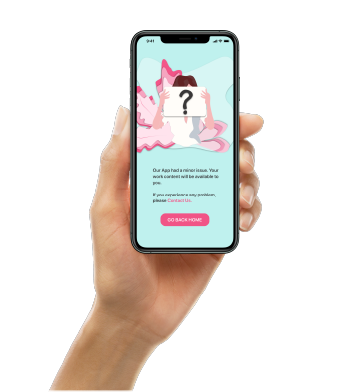 9:41
?
Our App had a minor issue. Your
work content will be available to
you.
If you experience any problem,
please Contact Us.
GO BACK HOME